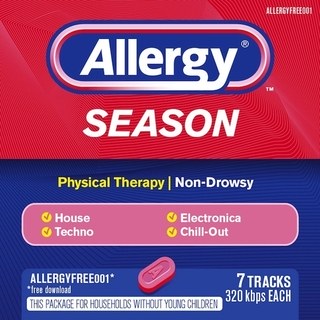 ALLERGYFREE001
Allergy®
™
SEASON
Physical Therapy | Non-Drowsy
House
Electronica
Techno
Chill-Out
ALLERGYFREE001*
*free download
7 TRACKS
320 kbps EACH
THIS PACKAGE FOR HOUSEHOLDS WITHOUT YOUNG CHILDREN